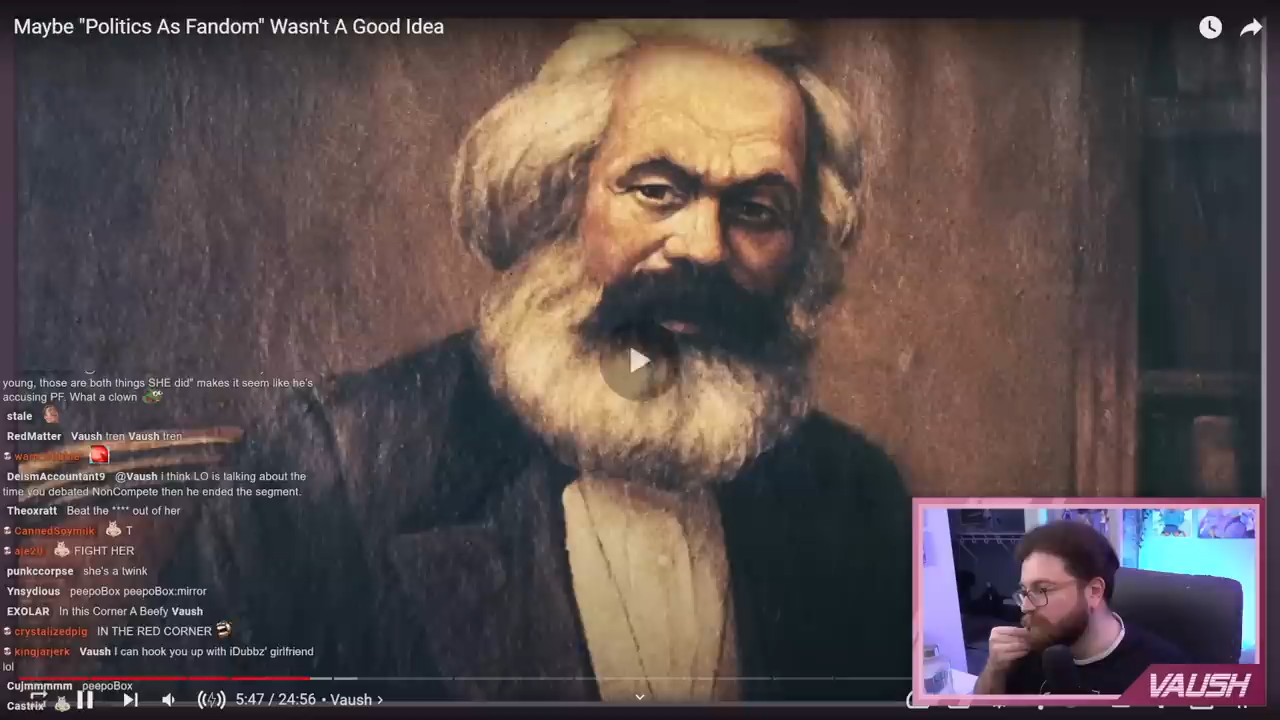 Maybe "Politics As Fandom" Wasn't A Good Idea
young, those are both things SHE did" makes it seem like he's
accusing PF. What a clown
stale
RedMatter Vaush tren Vaush tren
DeismAccountant9 @Vaush i think LO is talking about the
time you debated NonCompete then he ended the segment.
Theoxratt Beat the **** out of her
CannedSoymilk T
aje20 FIGHT HER
punkccorpse she's a twink
Ynsydious peepoBox peepoBox:mirror
EXOLAR In this Corner A Beefy Vaush
crystalizedpig IN THE RED CORNER
kingjarjerk Vaush I can hook you up with iDubbz' girlfriend
lol
Cujmmmmm peepoBox
Castrix
5:47 / 24:56 • Vaush
VAUSH